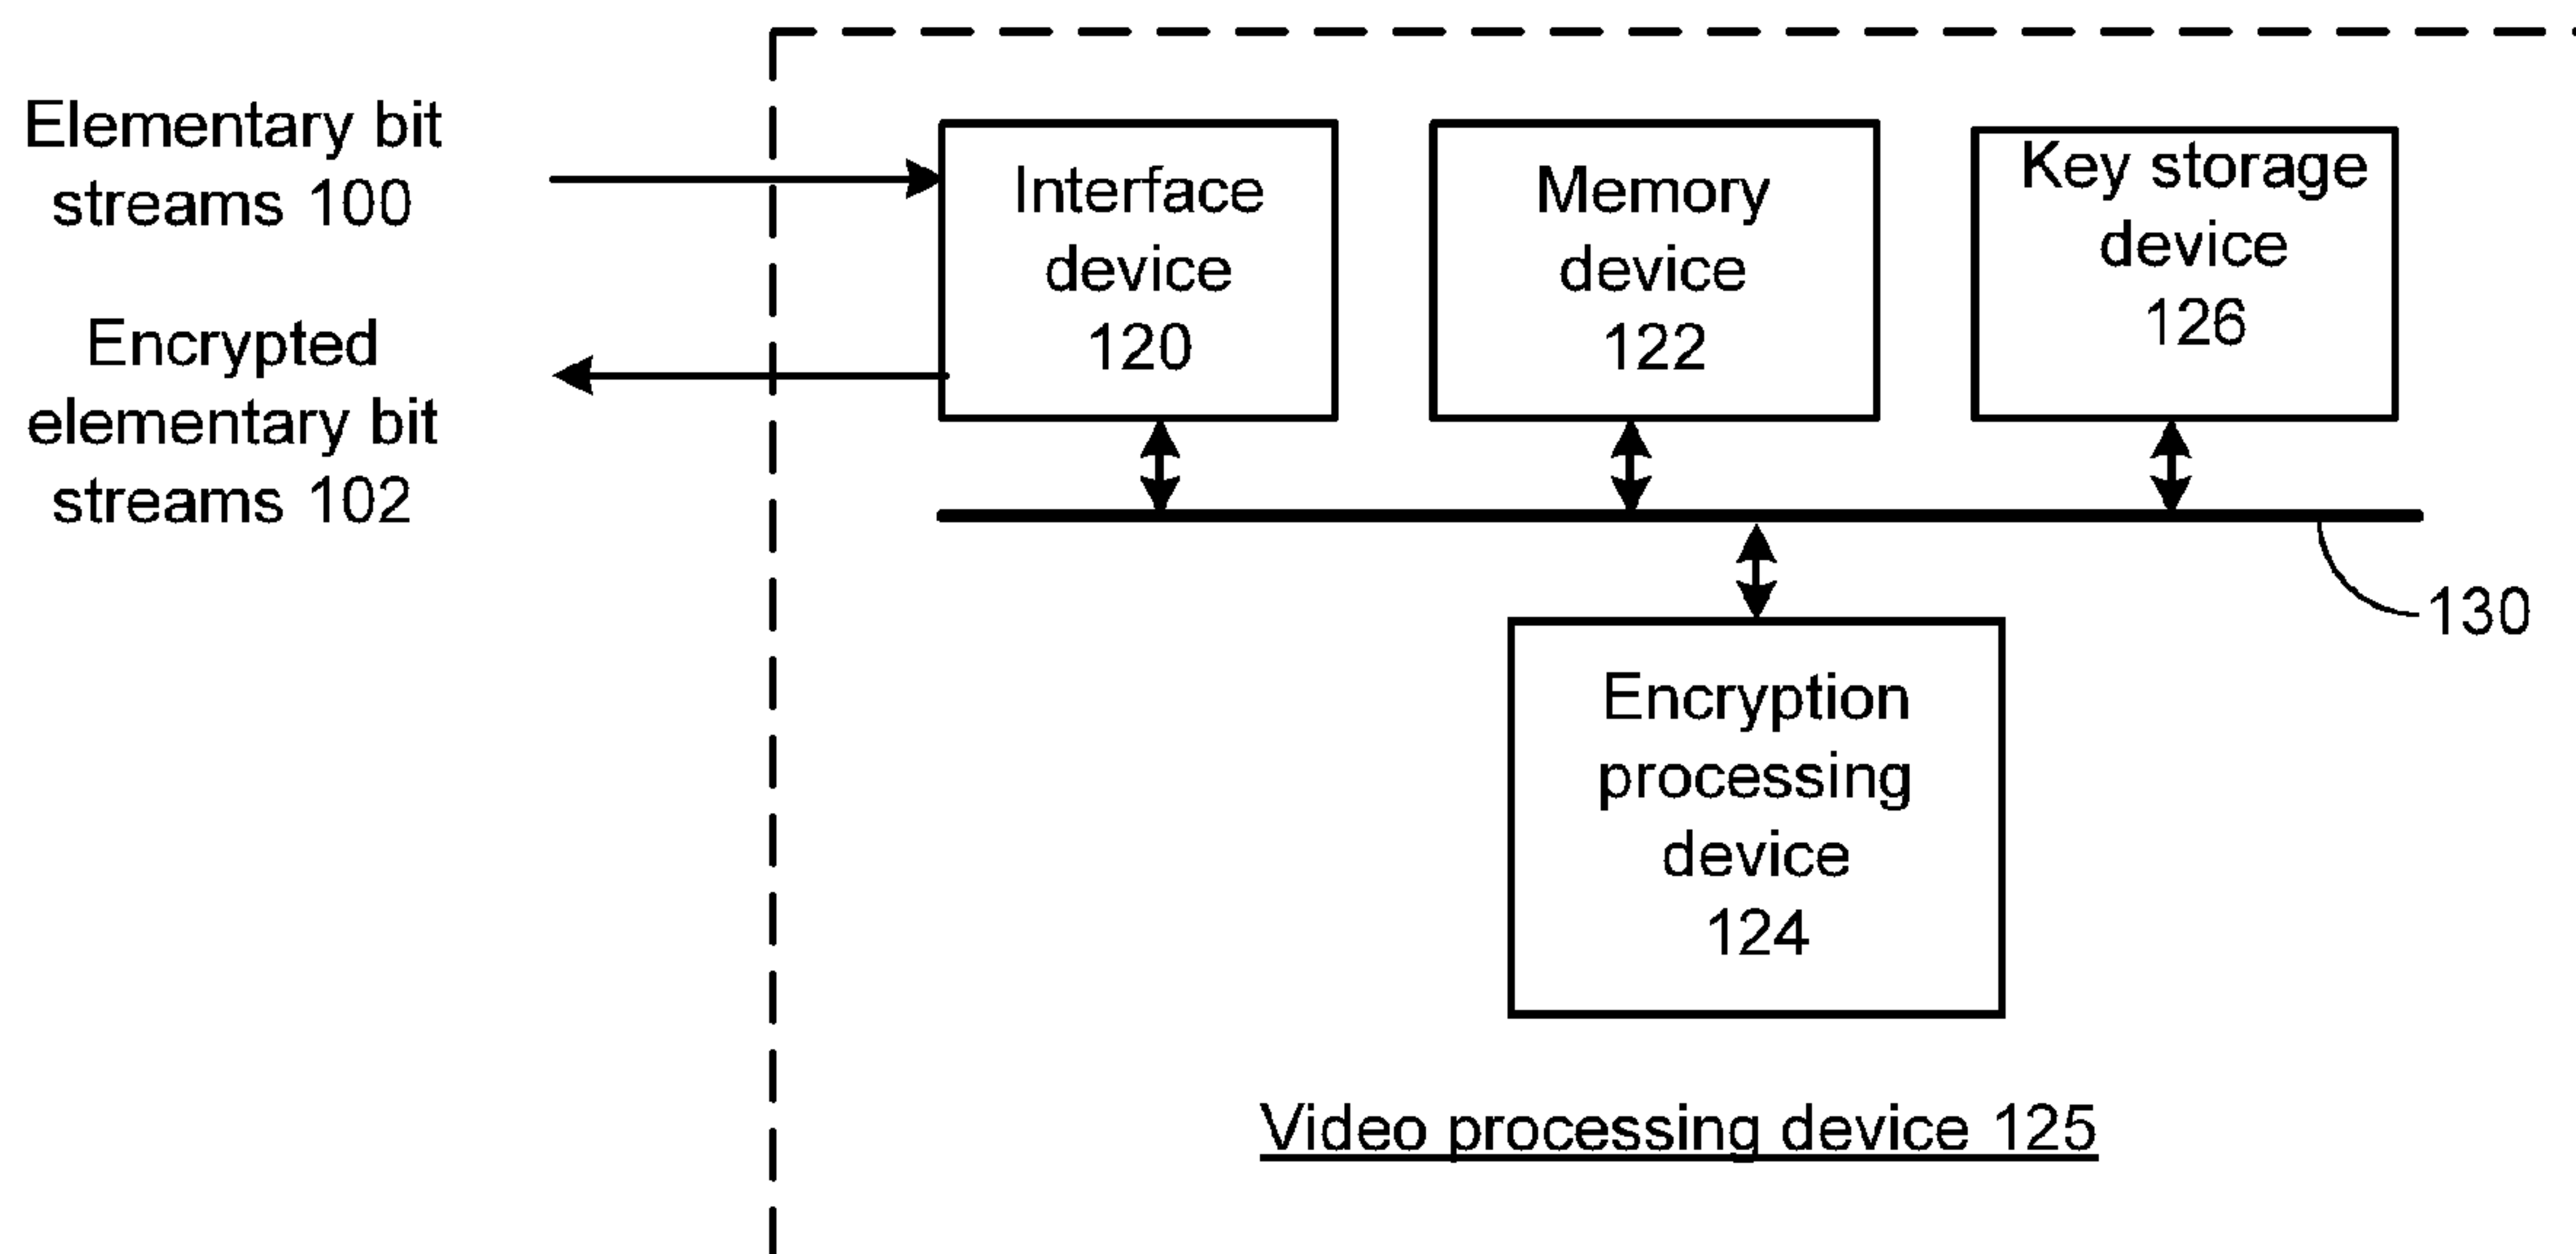 Elementary bit
streams 100
Encrypted
elementary bit
streams 102
Interface
device
120
Memory
device
122
Key storage
device
126
130
Encryption
processing
device
124
Video processing device 125